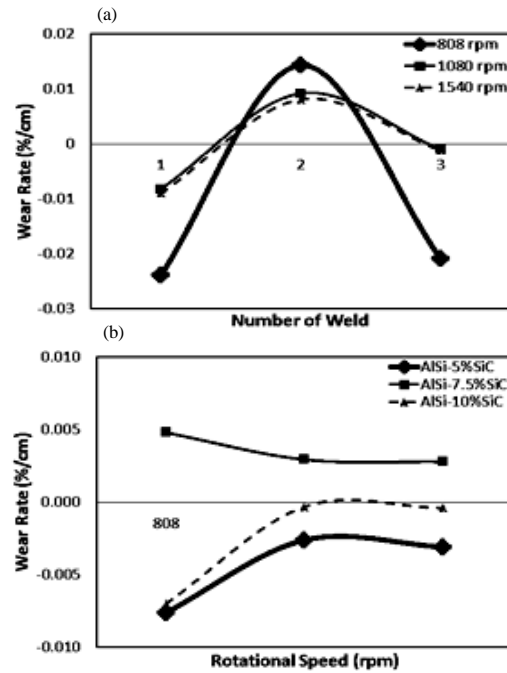 (a)
0.02
0.01
0
-0.01
-0.02
-0.03
Wear Rate (%/cm)
808 rpm
1080 rpm
1540 rpm
1 2 3
Number of Weld
(b)
0.010
0.005
0.000
-0.005
-0.010
Wear Rate (%/cm)
AlSi-5%SiC
AlSi-7.5%SiC
AlSi-10%SiC
808
Rotational Speed (rpm)